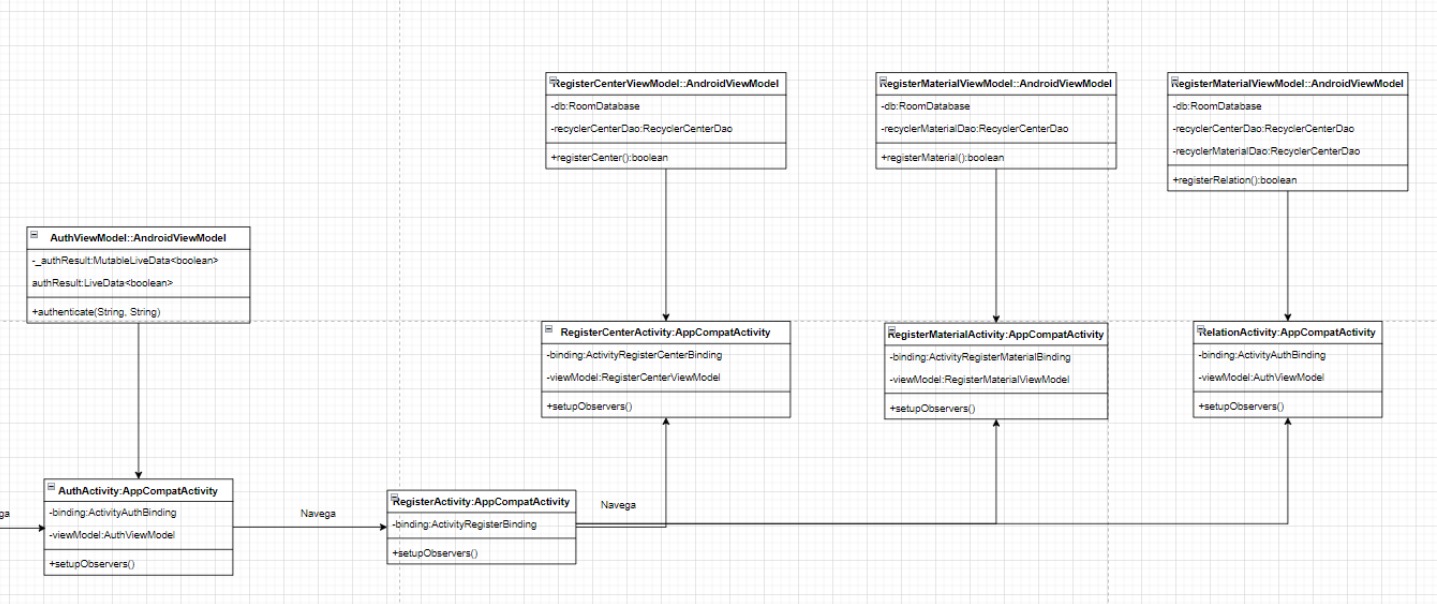 RegisterCenterViewModel::AndroidViewModel
-db:RoomDatabase
-recyclerCenterDao:RecyclerCenterDao
+registerCenter():boolean
RegisterMaterialViewModel::AndroidViewModel
-db:RoomDatabase
-recyclerMaterialDao:RecyclerCenterDao
+registerMaterial():boolean
RegisterMaterialViewModel::AndroidViewModel
-db:RoomDatabase
-recyclerCenterDao:RecyclerCenterDao
-recyclerMaterialDao:RecyclerCenterDao
+registerRelation():boolean
AuthViewModel::AndroidViewModel
-_authResult:MutableLiveData<boolean>
authResult:LiveData<boolean>
+authenticate(String, String)
RegisterCenterActivity:AppCompatActivity
-binding:ActivityRegisterCenterBinding
-viewModel:RegisterCenterViewModel
+setupObservers()
RegisterMaterialActivity:AppCompatActivity
-binding:ActivityRegisterMaterialBinding
-viewModel:RegisterMaterialViewModel
+setupObservers()
RelationActivity:AppCompatActivity
-binding:ActivityAuthBinding
-viewModel:AuthViewModel
+setupObservers()
ga
AuthActivity:AppCompatActivity
-binding:ActivityAuthBinding
-viewModel:AuthViewModel
+setupObservers()
Navega
RegisterActivity:AppCompatActivity
-binding:ActivityRegisterBinding
+setupObservers()
Navega